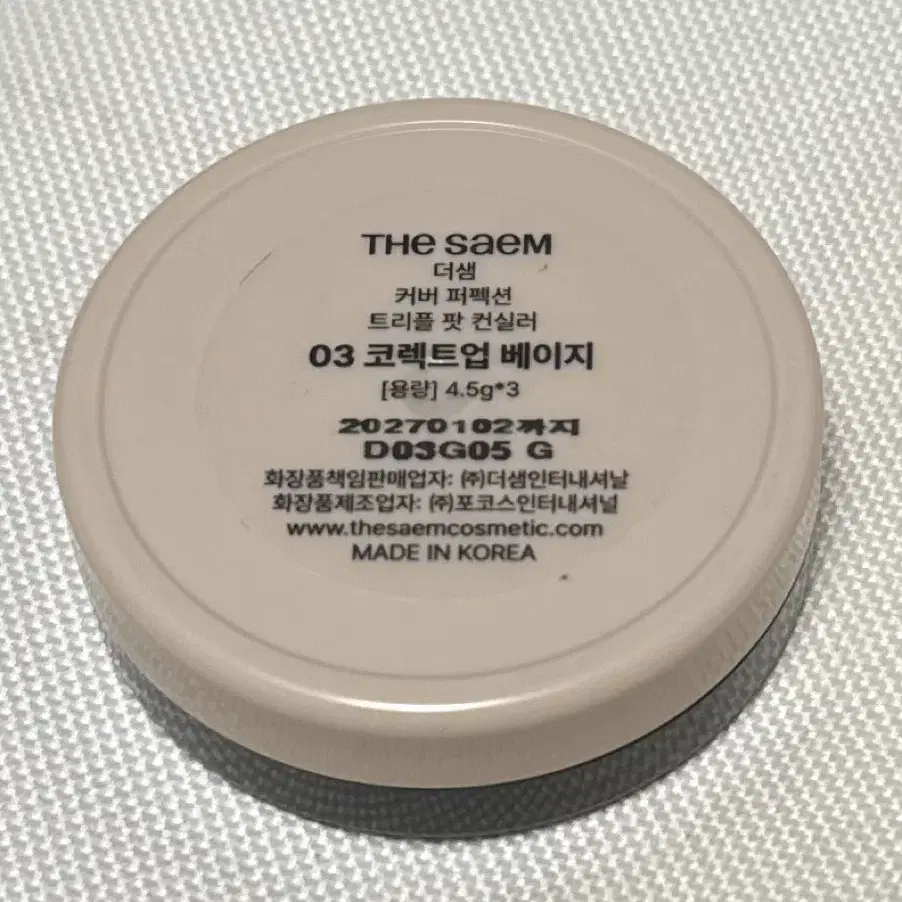 THE SAEM
더샘
커버 퍼펙션
트리플 팟 컨실러
03 코렉트업 베이지
[용량] 4.5g*3
20270102까지
D03G05 G
화장품책임판매업자: ㈜더샘인터내셔날
화장품제조업자: ㈜포코스인터내셔널
www.thesaemcosmetic.com
MADE IN KOREA